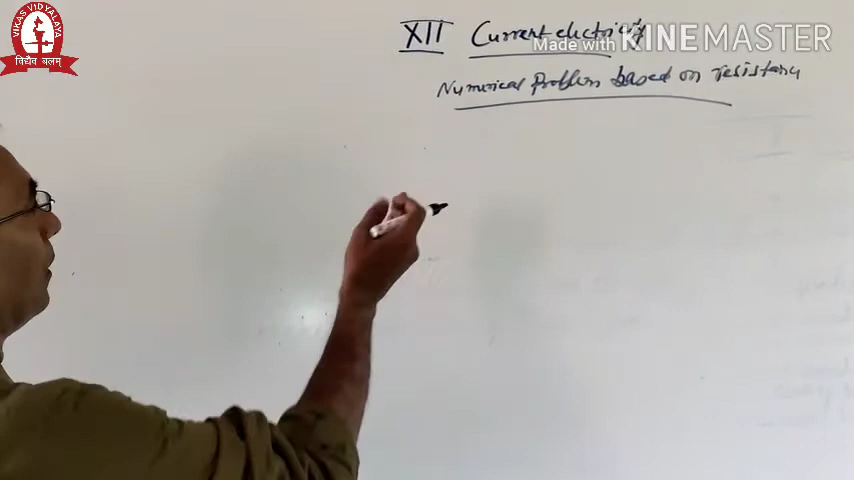 VIKAS VIDYALAYA
विद्यैव बलम्
XII Current electricity
Made with KINEMASTER
Numerical Problem based on resistance